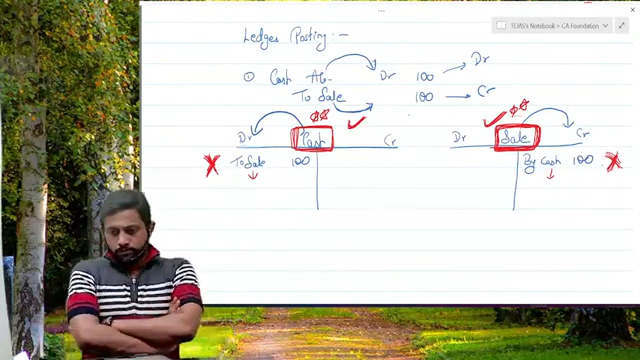 TEJAS's Notebook > CA Foundation
Ledger Posting :-
① Cash A/c Dr 100 → Dr
To Sale 100 → Cr
Dr Cash Cr
Dr Sale Cr
To Sale 100
By Cash 100